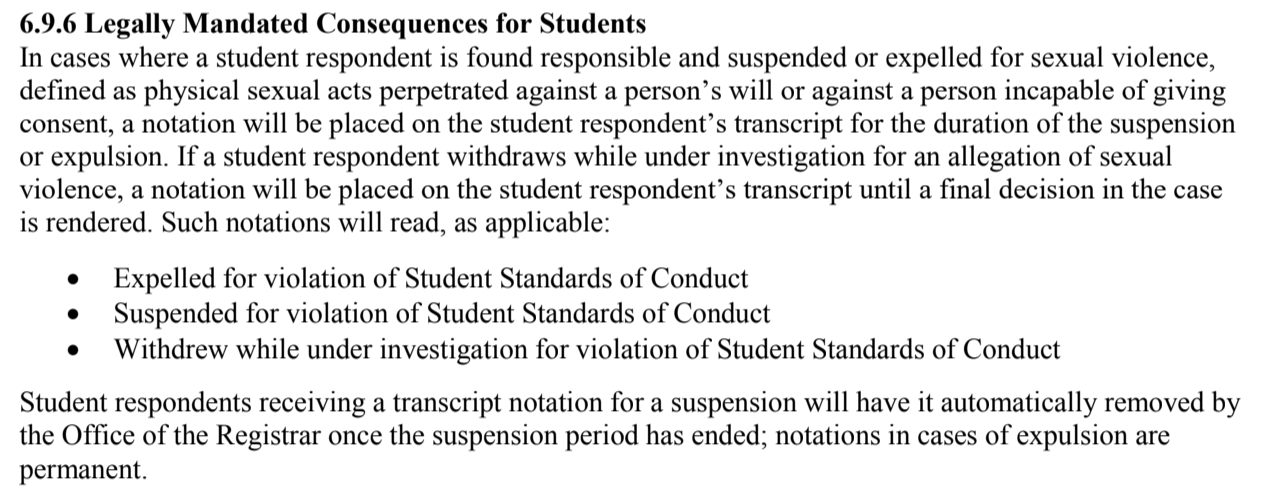 6.9.6 Legally Mandated Consequences for Students
In cases where a student respondent is found responsible and suspended or expelled for sexual violence,
defined as physical sexual acts perpetrated against a person’s will or against a person incapable of giving
consent, a notation will be placed on the student respondent’s transcript for the duration of the suspension
or expulsion. If a student respondent withdraws while under investigation for an allegation of sexual
violence, a notation will be placed on the student respondent’s transcript until a final decision in the case
is rendered. Such notations will read, as applicable:
• Expelled for violation of Student Standards of Conduct
• Suspended for violation of Student Standards of Conduct
• Withdrew while under investigation for violation of Student Standards of Conduct
Student respondents receiving a transcript notation for a suspension will have it automatically removed by
the Office of the Registrar once the suspension period has ended; notations in cases of expulsion are
permanent.